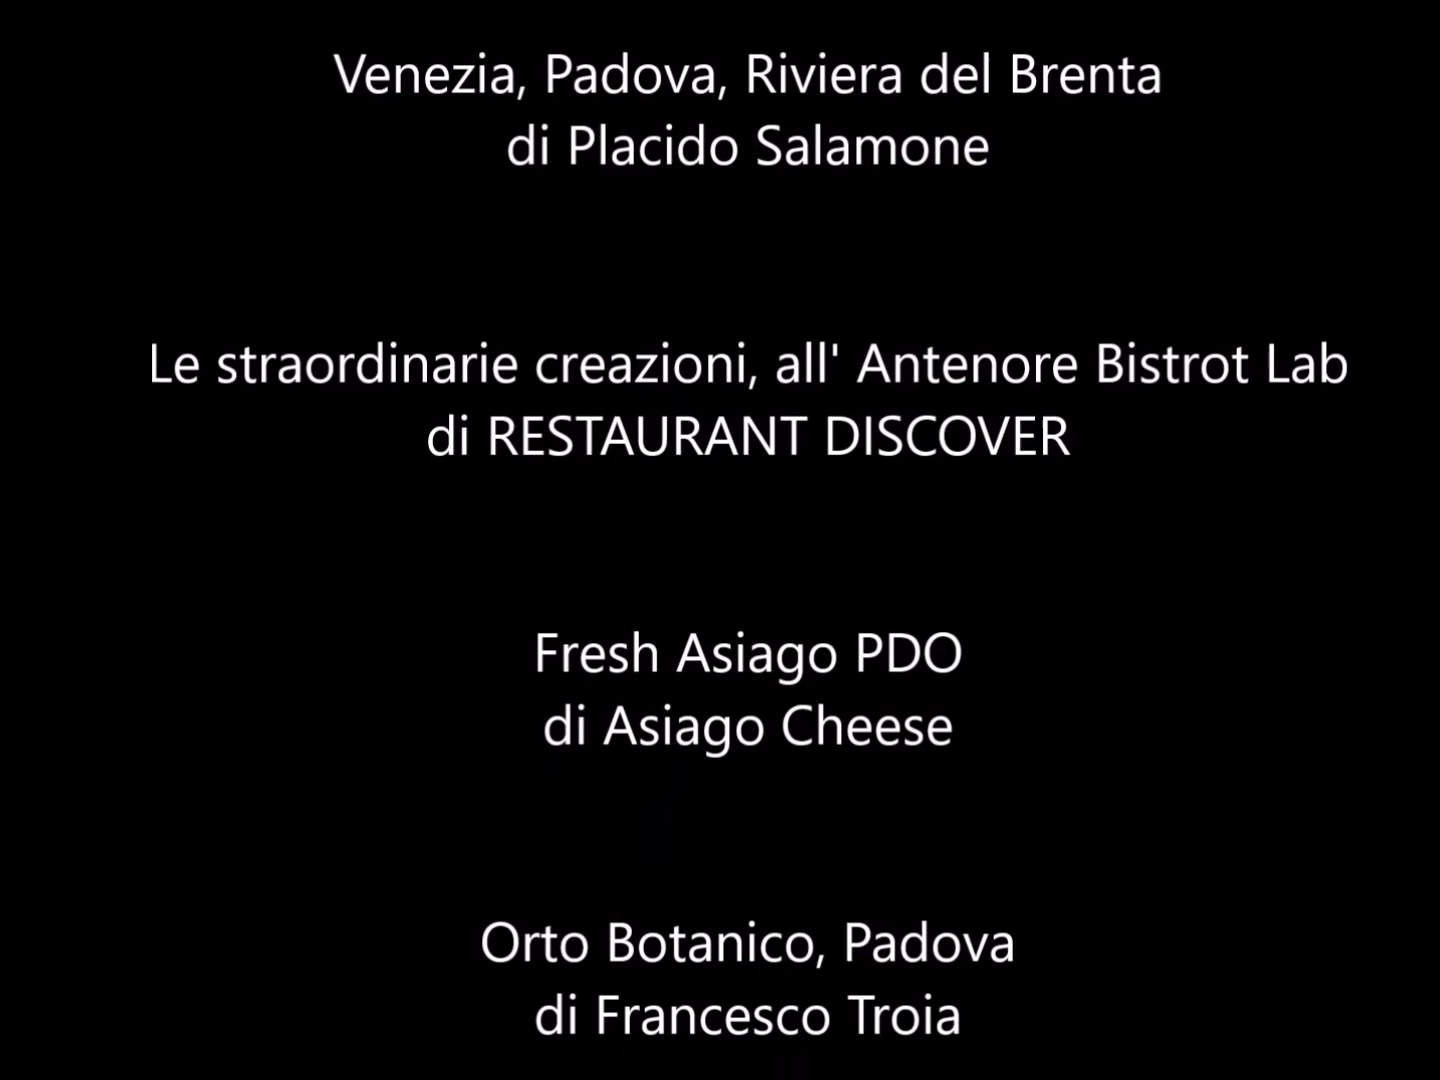 Venezia, Padova, Riviera del Brenta
di Placido Salamone
Le straordinarie creazioni, all' Antenore Bistrot Lab
di RESTAURANT DISCOVER
Fresh Asiago PDO
di Asiago Cheese
Orto Botanico, Padova
di Francesco Troia